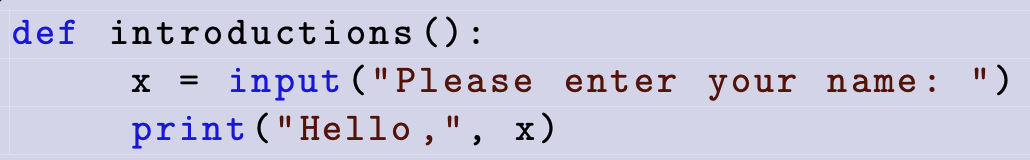 def introductions():
    x = input("Please enter your name: ")
    print("Hello,", x)